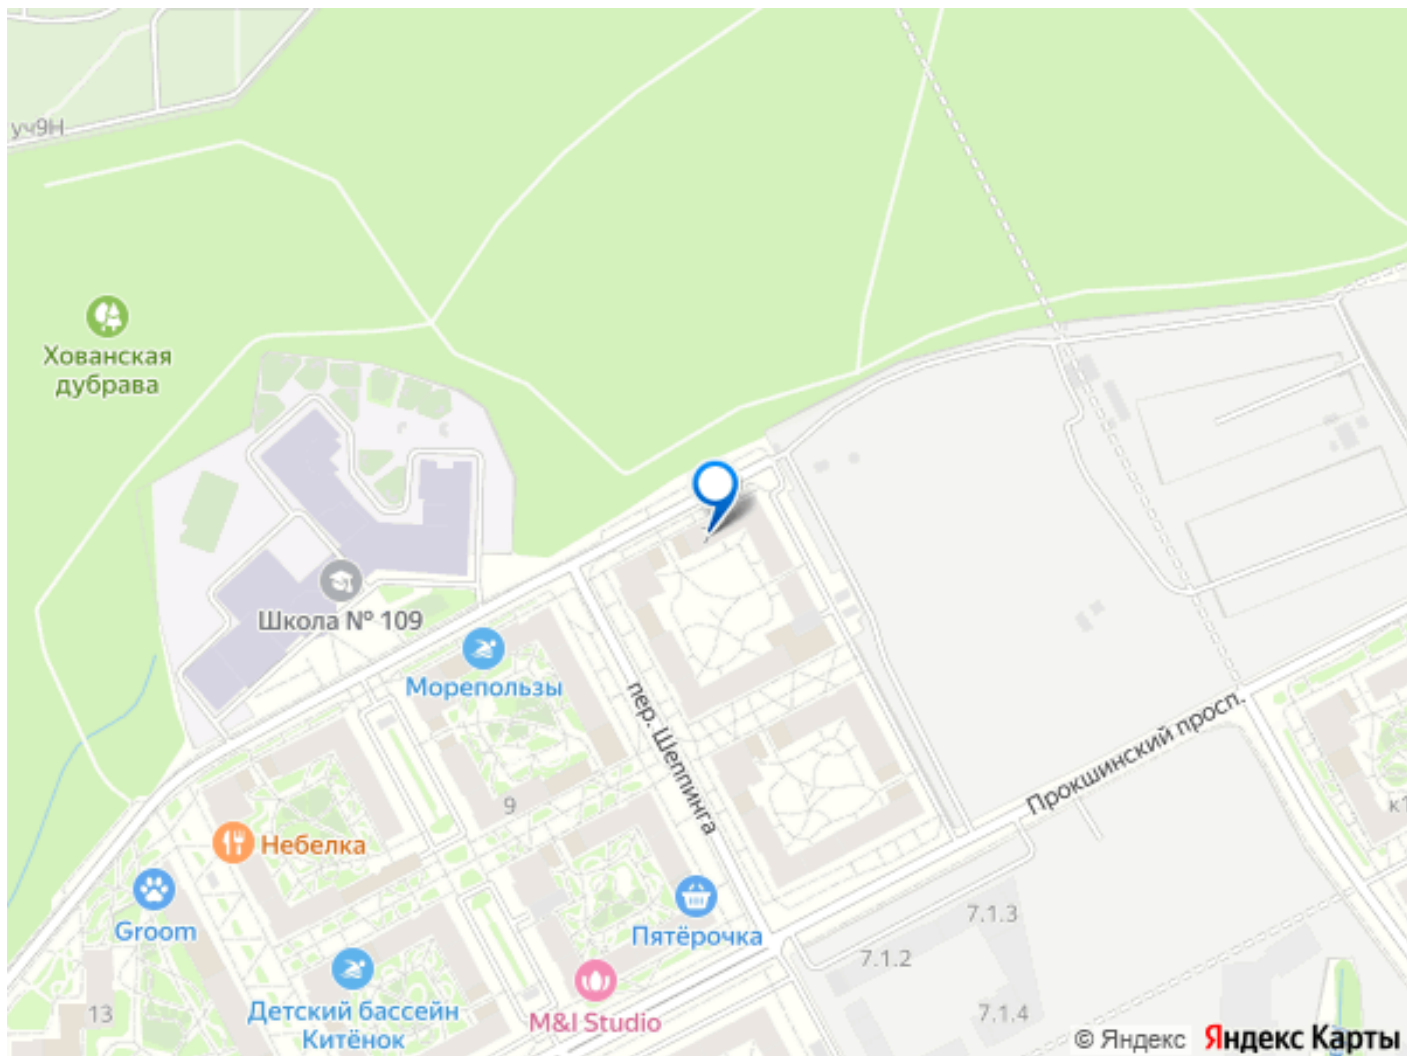 уч9Н
Хованская
дубрава
Школа № 109
Морепользы
пер. Шеппинга
Прокшинский просп.
9
Небелка
Groom
Пятёрочка
7.1.3
7.1.2
7.1.4
M&I Studio
Детский бассейн
Китёнок
13
© Яндекс Яндекс Карты